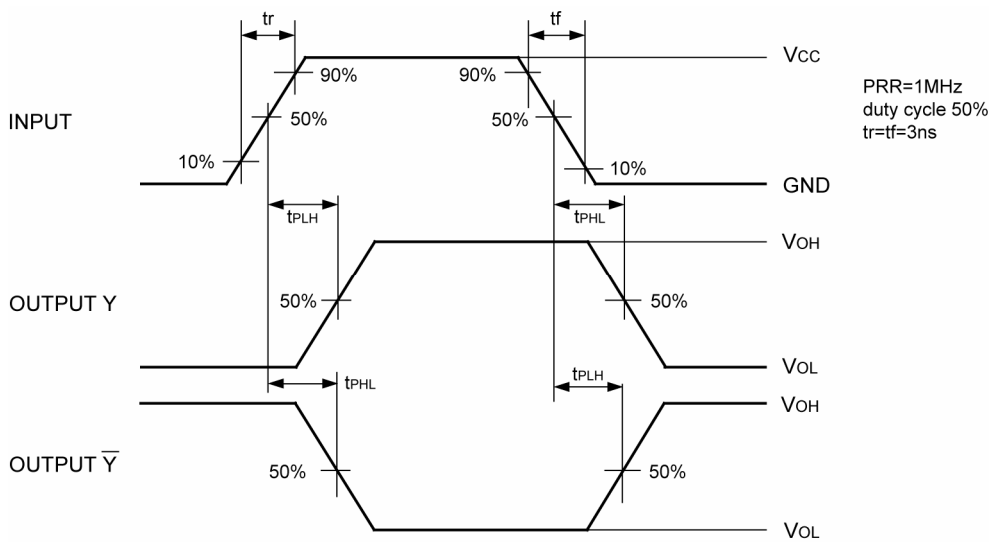 tr
tf
VCC
90%
90%
PRR=1MHz
duty cycle 50%
tr=tf=3ns
INPUT
50%
50%
10%
10%
GND
tPLH
tPHL
VOH
OUTPUT Y
50%
50%
VOL
tPHL
tPLH
VOH
OUTPUT Y̅
50%
50%
VOL